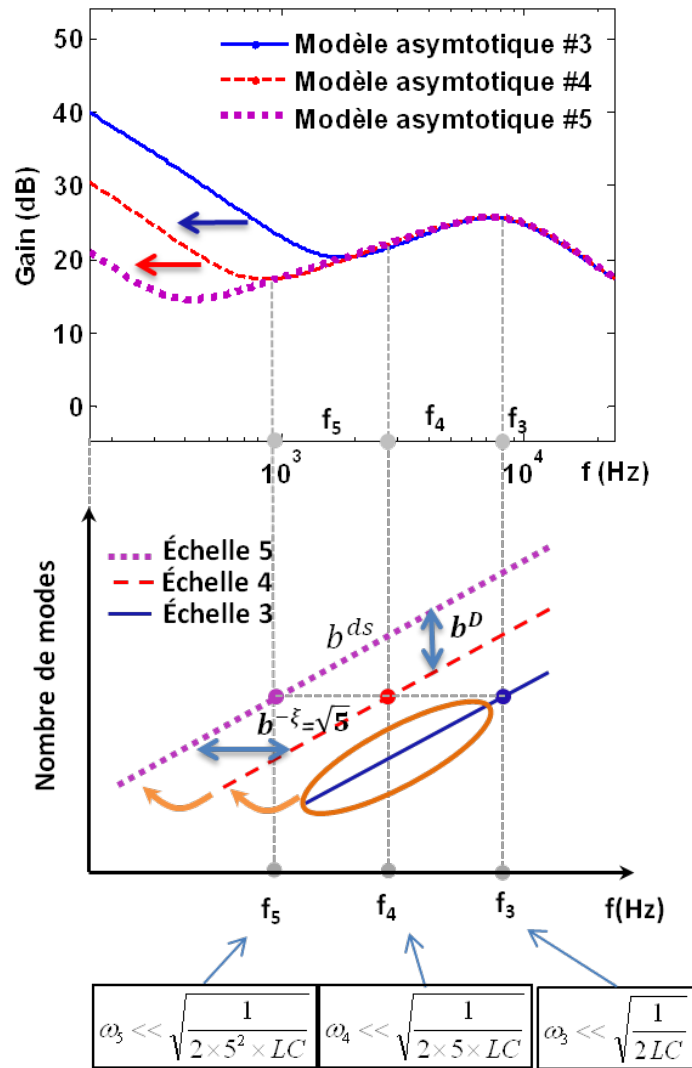 50
40
30
20
10
0
Gain (dB)
Modèle asymtotique #3
Modèle asymtotique #4
Modèle asymtotique #5
f₅
f₄
f₃
10³
10⁴
f (Hz)
Nombre de modes
Échelle 5
Échelle 4
Échelle 3
b^{ds}
b^D
b^{-ξ}=√5
f₅
f₄
f₃
f(Hz)
ω₅ << √(1/(2×5²×LC))
ω₄ << √(1/(2×5×LC))
ω₃ << √(1/(2LC))